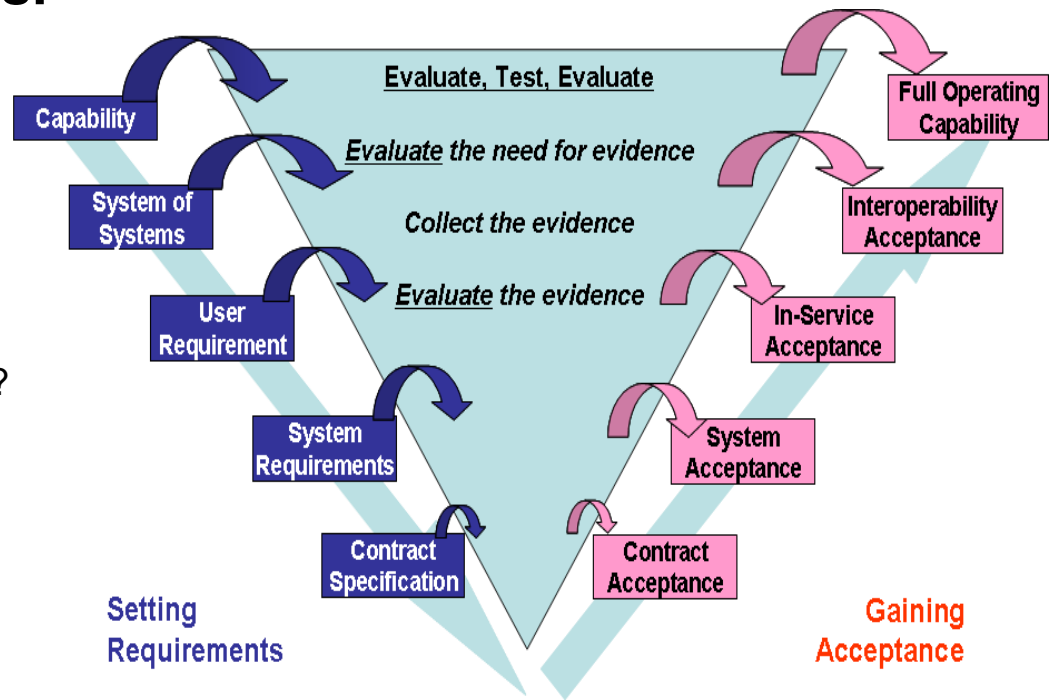 Evaluate, Test, Evaluate
Evaluate the need for evidence
Collect the evidence
Evaluate the evidence
Capability
System of
Systems
User
Requirement
?
System
Requirements
Contract
Specification
Setting
Requirements
Full Operating
Capability
Interoperability
Acceptance
In-Service
Acceptance
System
Acceptance
Contract
Acceptance
Gaining
Acceptance